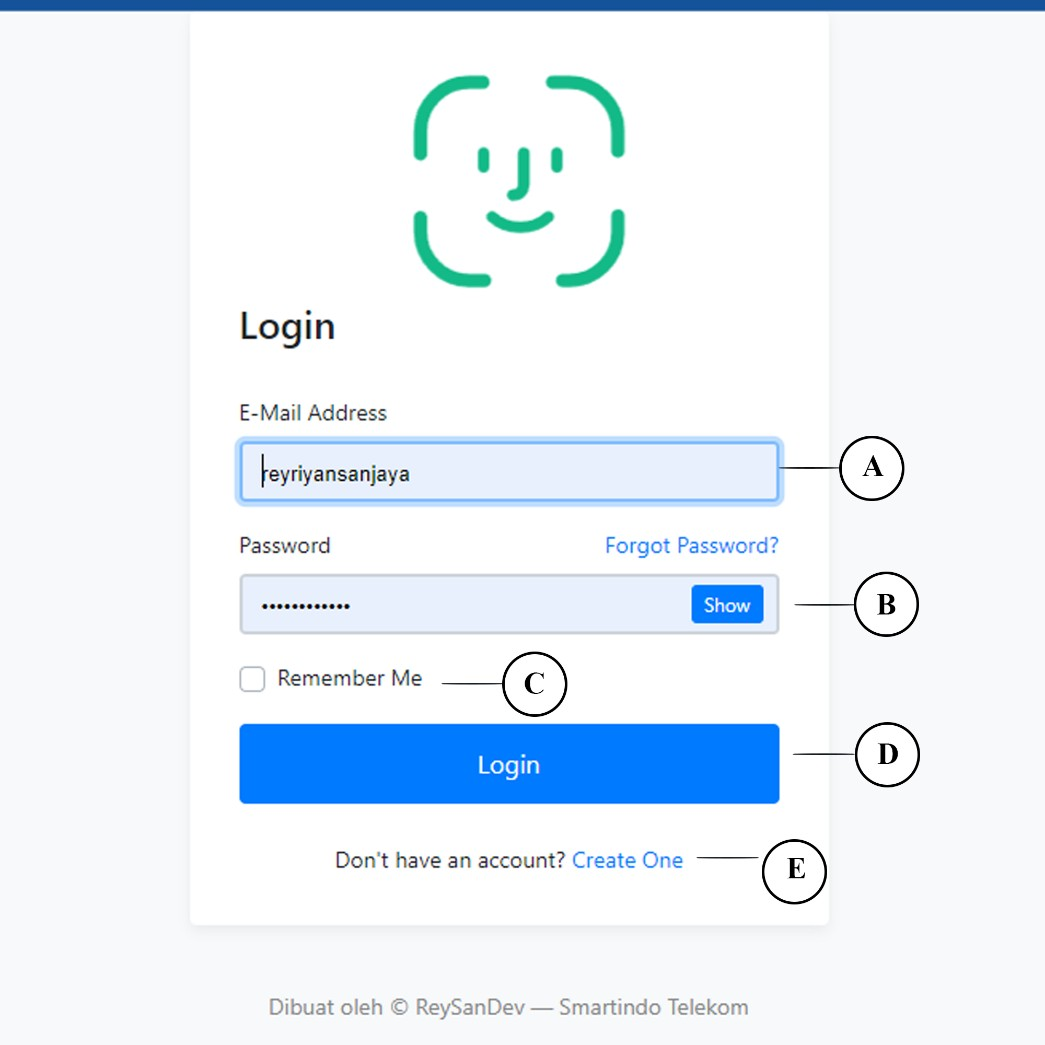 Login
E-Mail Address
reyriyansanjaya
A
Password Forgot Password?
•••••••••••• Show
B
Remember Me
C
Login
D
Don't have an account? Create One
E
Dibuat oleh © ReySanDev — Smartindo Telekom